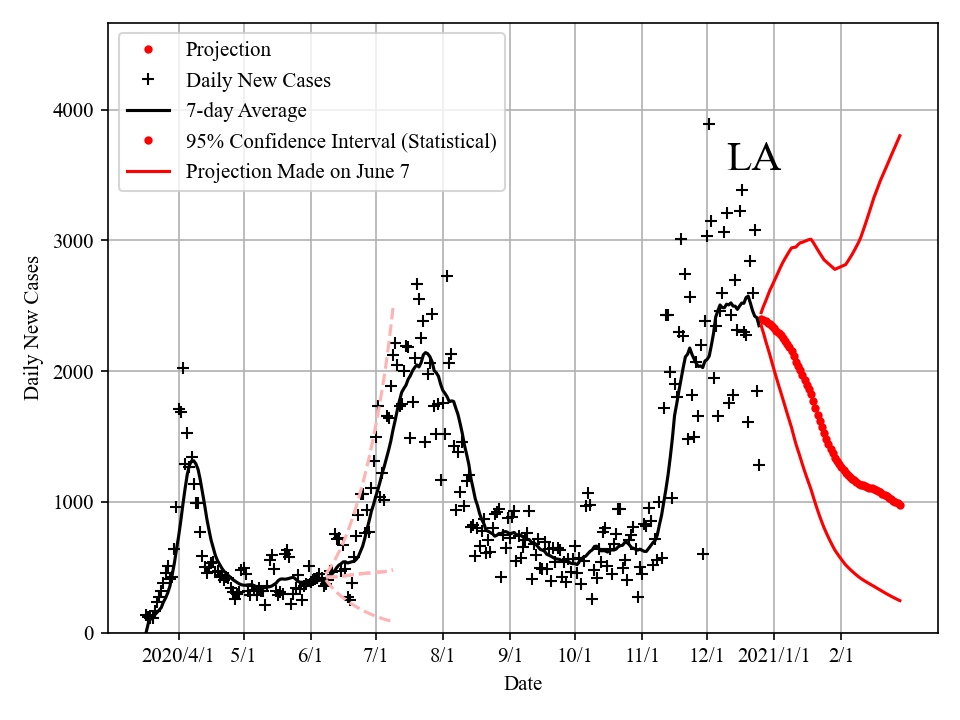 Projection
Daily New Cases
7-day Average
95% Confidence Interval (Statistical)
Projection Made on June 7
LA
4000
3000
2000
1000
0
Daily New Cases
2020/4/1 5/1 6/1 7/1 8/1 9/1 10/1 11/1 12/1 2021/1/1 2/1
Date